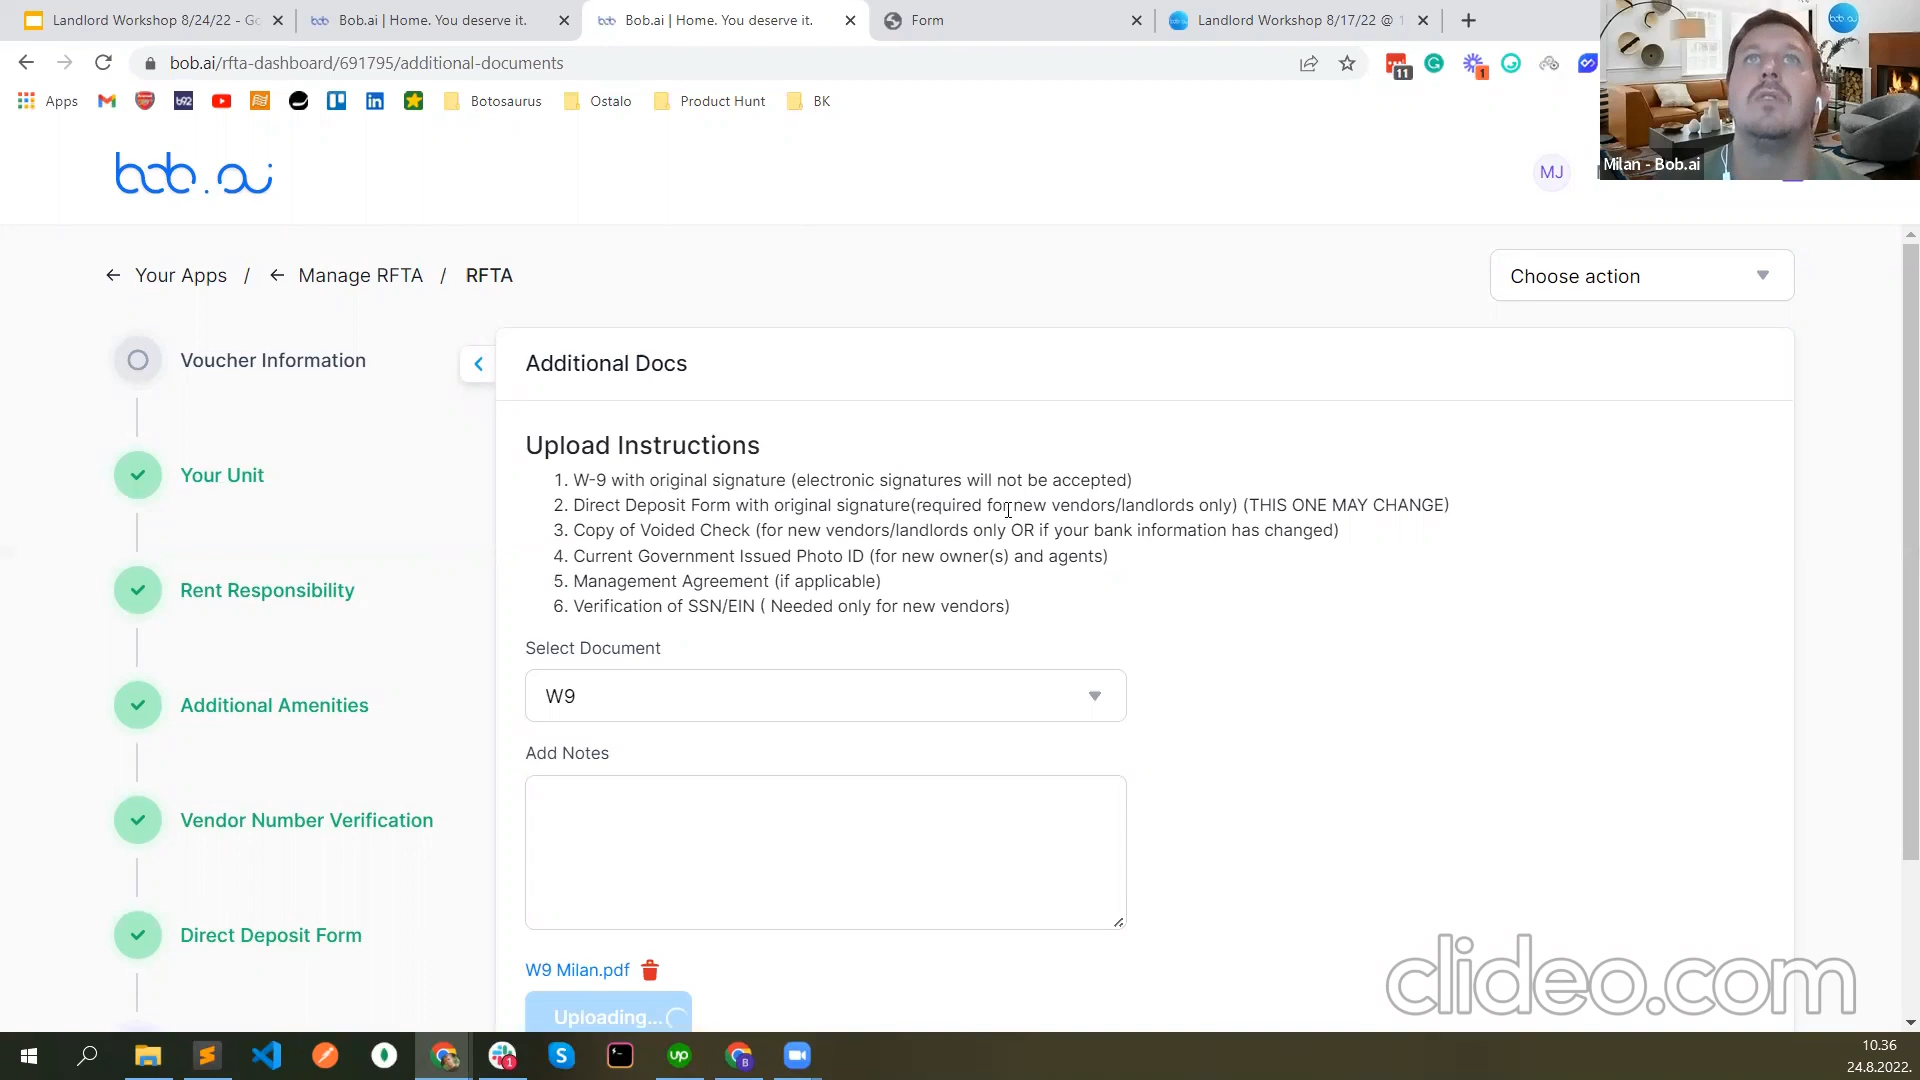 Landlord Workshop 8/24/22 - Go
Bob.ai | Home. You deserve it.
Bob.ai | Home. You deserve it.
Form
Landlord Workshop 8/17/22 @ 1
bob.ai/rfta-dashboard/691795/additional-documents
11
1
Apps
b92
Botosaurus
Ostalo
Product Hunt
BK
bob.ai
Milan - Bob.ai
bob.ai
MJ
Your Apps / Manage RFTA / RFTA
Choose action
Voucher Information
Your Unit
Rent Responsibility
Additional Amenities
Vendor Number Verification
Direct Deposit Form
Additional Docs
Upload Instructions
1. W-9 with original signature (electronic signatures will not be accepted)
2. Direct Deposit Form with original signature(required for new vendors/landlords only) (THIS ONE MAY CHANGE)
3. Copy of Voided Check (for new vendors/landlords only OR if your bank information has changed)
4. Current Government Issued Photo ID (for new owner(s) and agents)
5. Management Agreement (if applicable)
6. Verification of SSN/EIN ( Needed only for new vendors)
Select Document
W9
Add Notes
W9 Milan.pdf
Uploading...
clideo.com
1
up
B
10.36
24.8.2022.